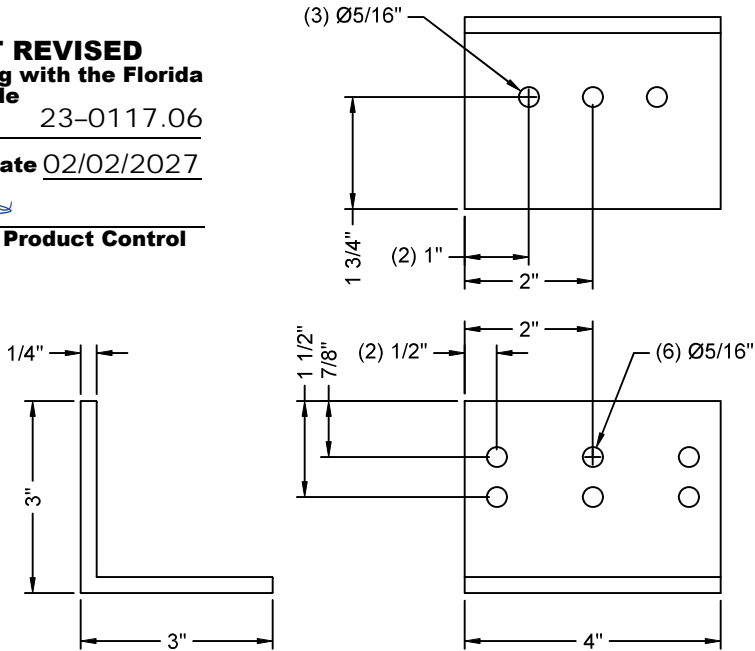 REVISED
with the Florida
23-0117.06
02/02/2027
Product Control
(3) Ø5/16"
1 3/4"
(2) 1"
2"
1/4"
3"
3"
2"
1 1/2"
7/8"
(2) 1/2"
(6) Ø5/16"
4"